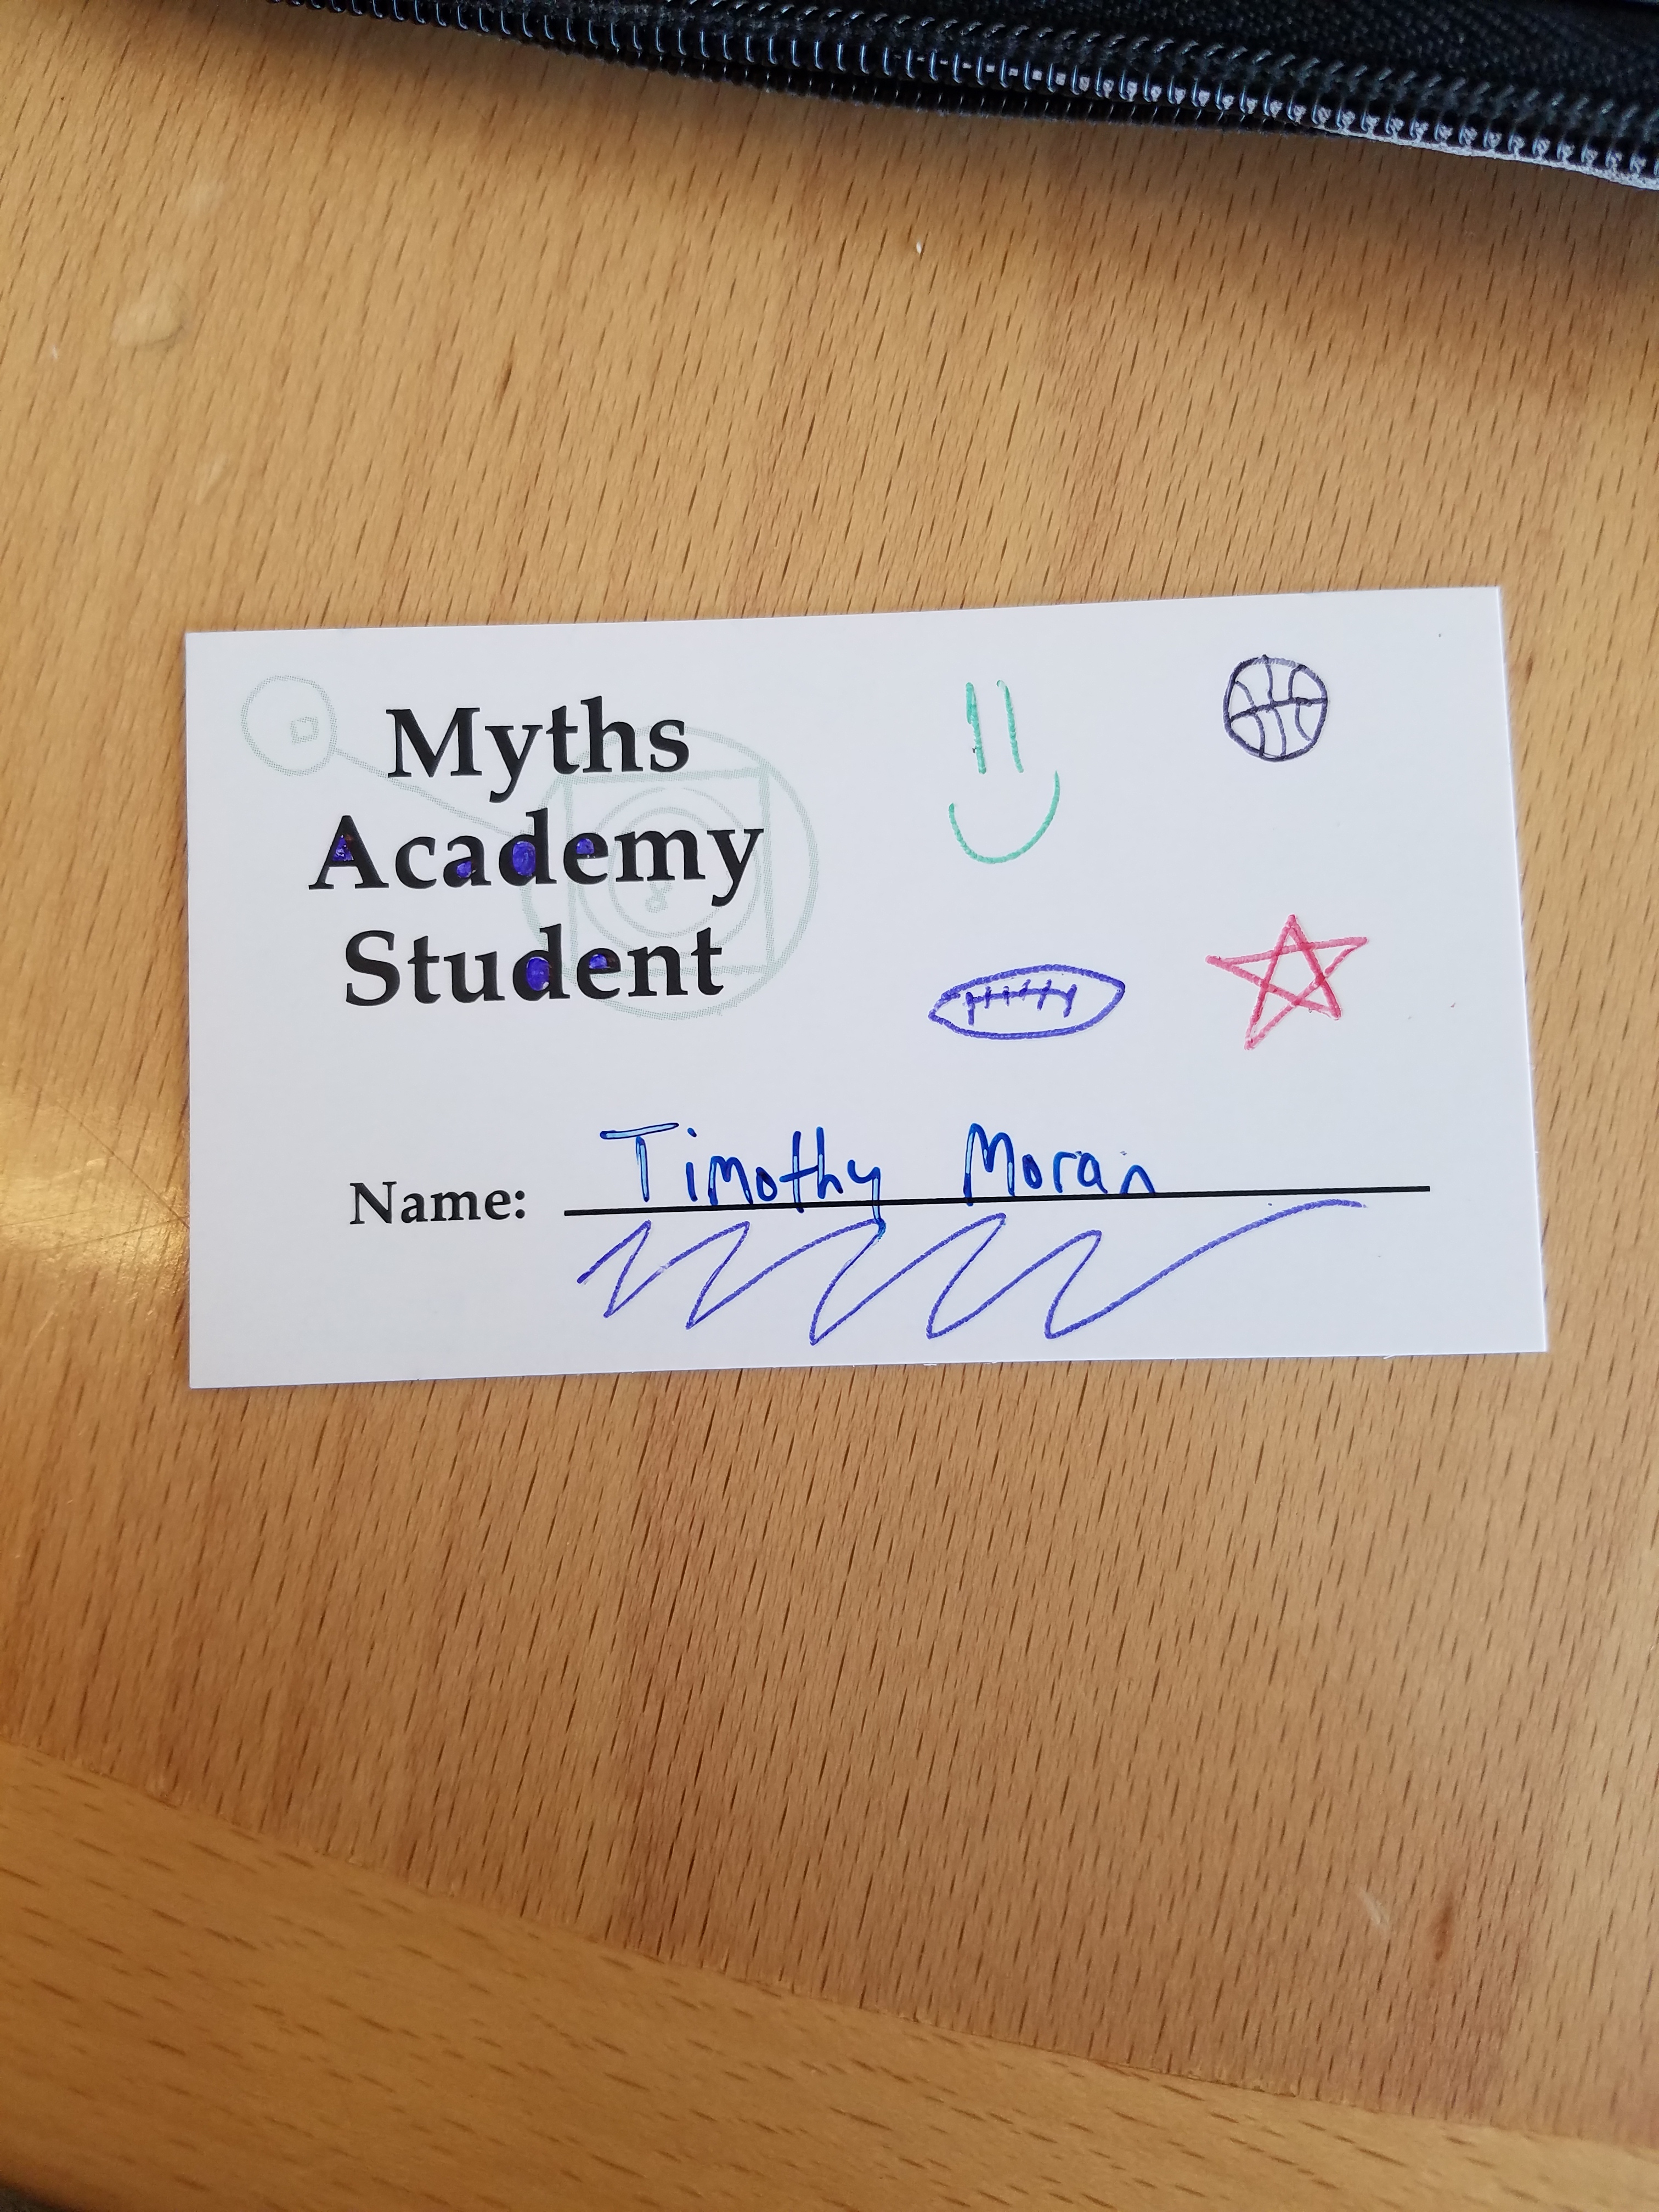 Myths
Academy
Student
Name: Timothy Moran